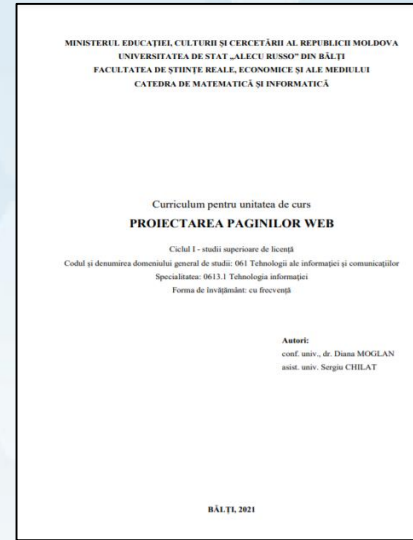 MINISTERUL EDUCAȚIEI, CULTURII ȘI CERCETĂRII AL REPUBLICII MOLDOVA
UNIVERSITATEA DE STAT „ALECU RUSSO” DIN BĂLȚI
FACULTATEA DE ȘTIINȚE REALE, ECONOMICE ȘI ALE MEDIULUI
CATEDRA DE MATEMATICĂ ȘI INFORMATICĂ
Curriculum pentru unitatea de curs
PROIECTAREA PAGINILOR WEB
Ciclul I - studii superioare de licență
Codul și denumirea domeniului general de studii: 061 Tehnologii ale informației și comunicațiilor
Specialitatea: 0613.1 Tehnologia informației
Forma de învățământ: cu frecvență
Autori:
conf. univ., dr. Diana MOGLAN
asist. univ. Sergiu CHILAT
BĂLȚI, 2021